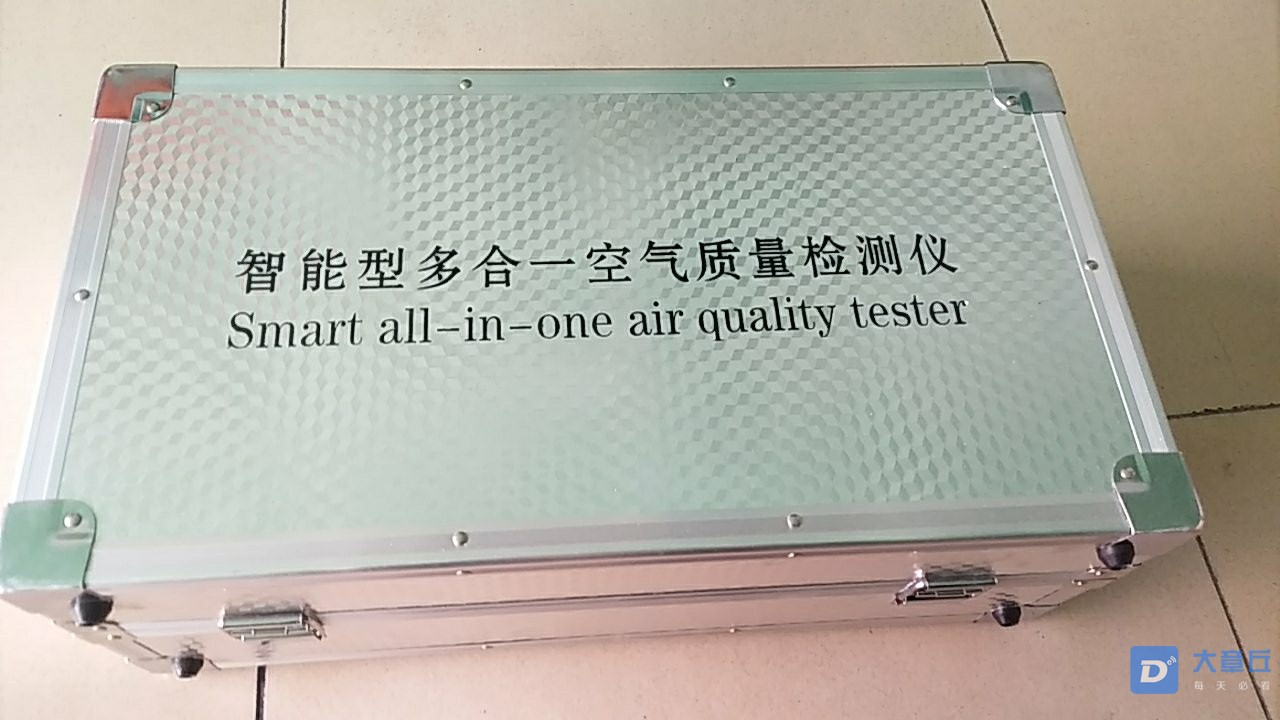 智能型多合一空气质量检测仪
Smart all-in-one air quality tester
大章丘
每天必看